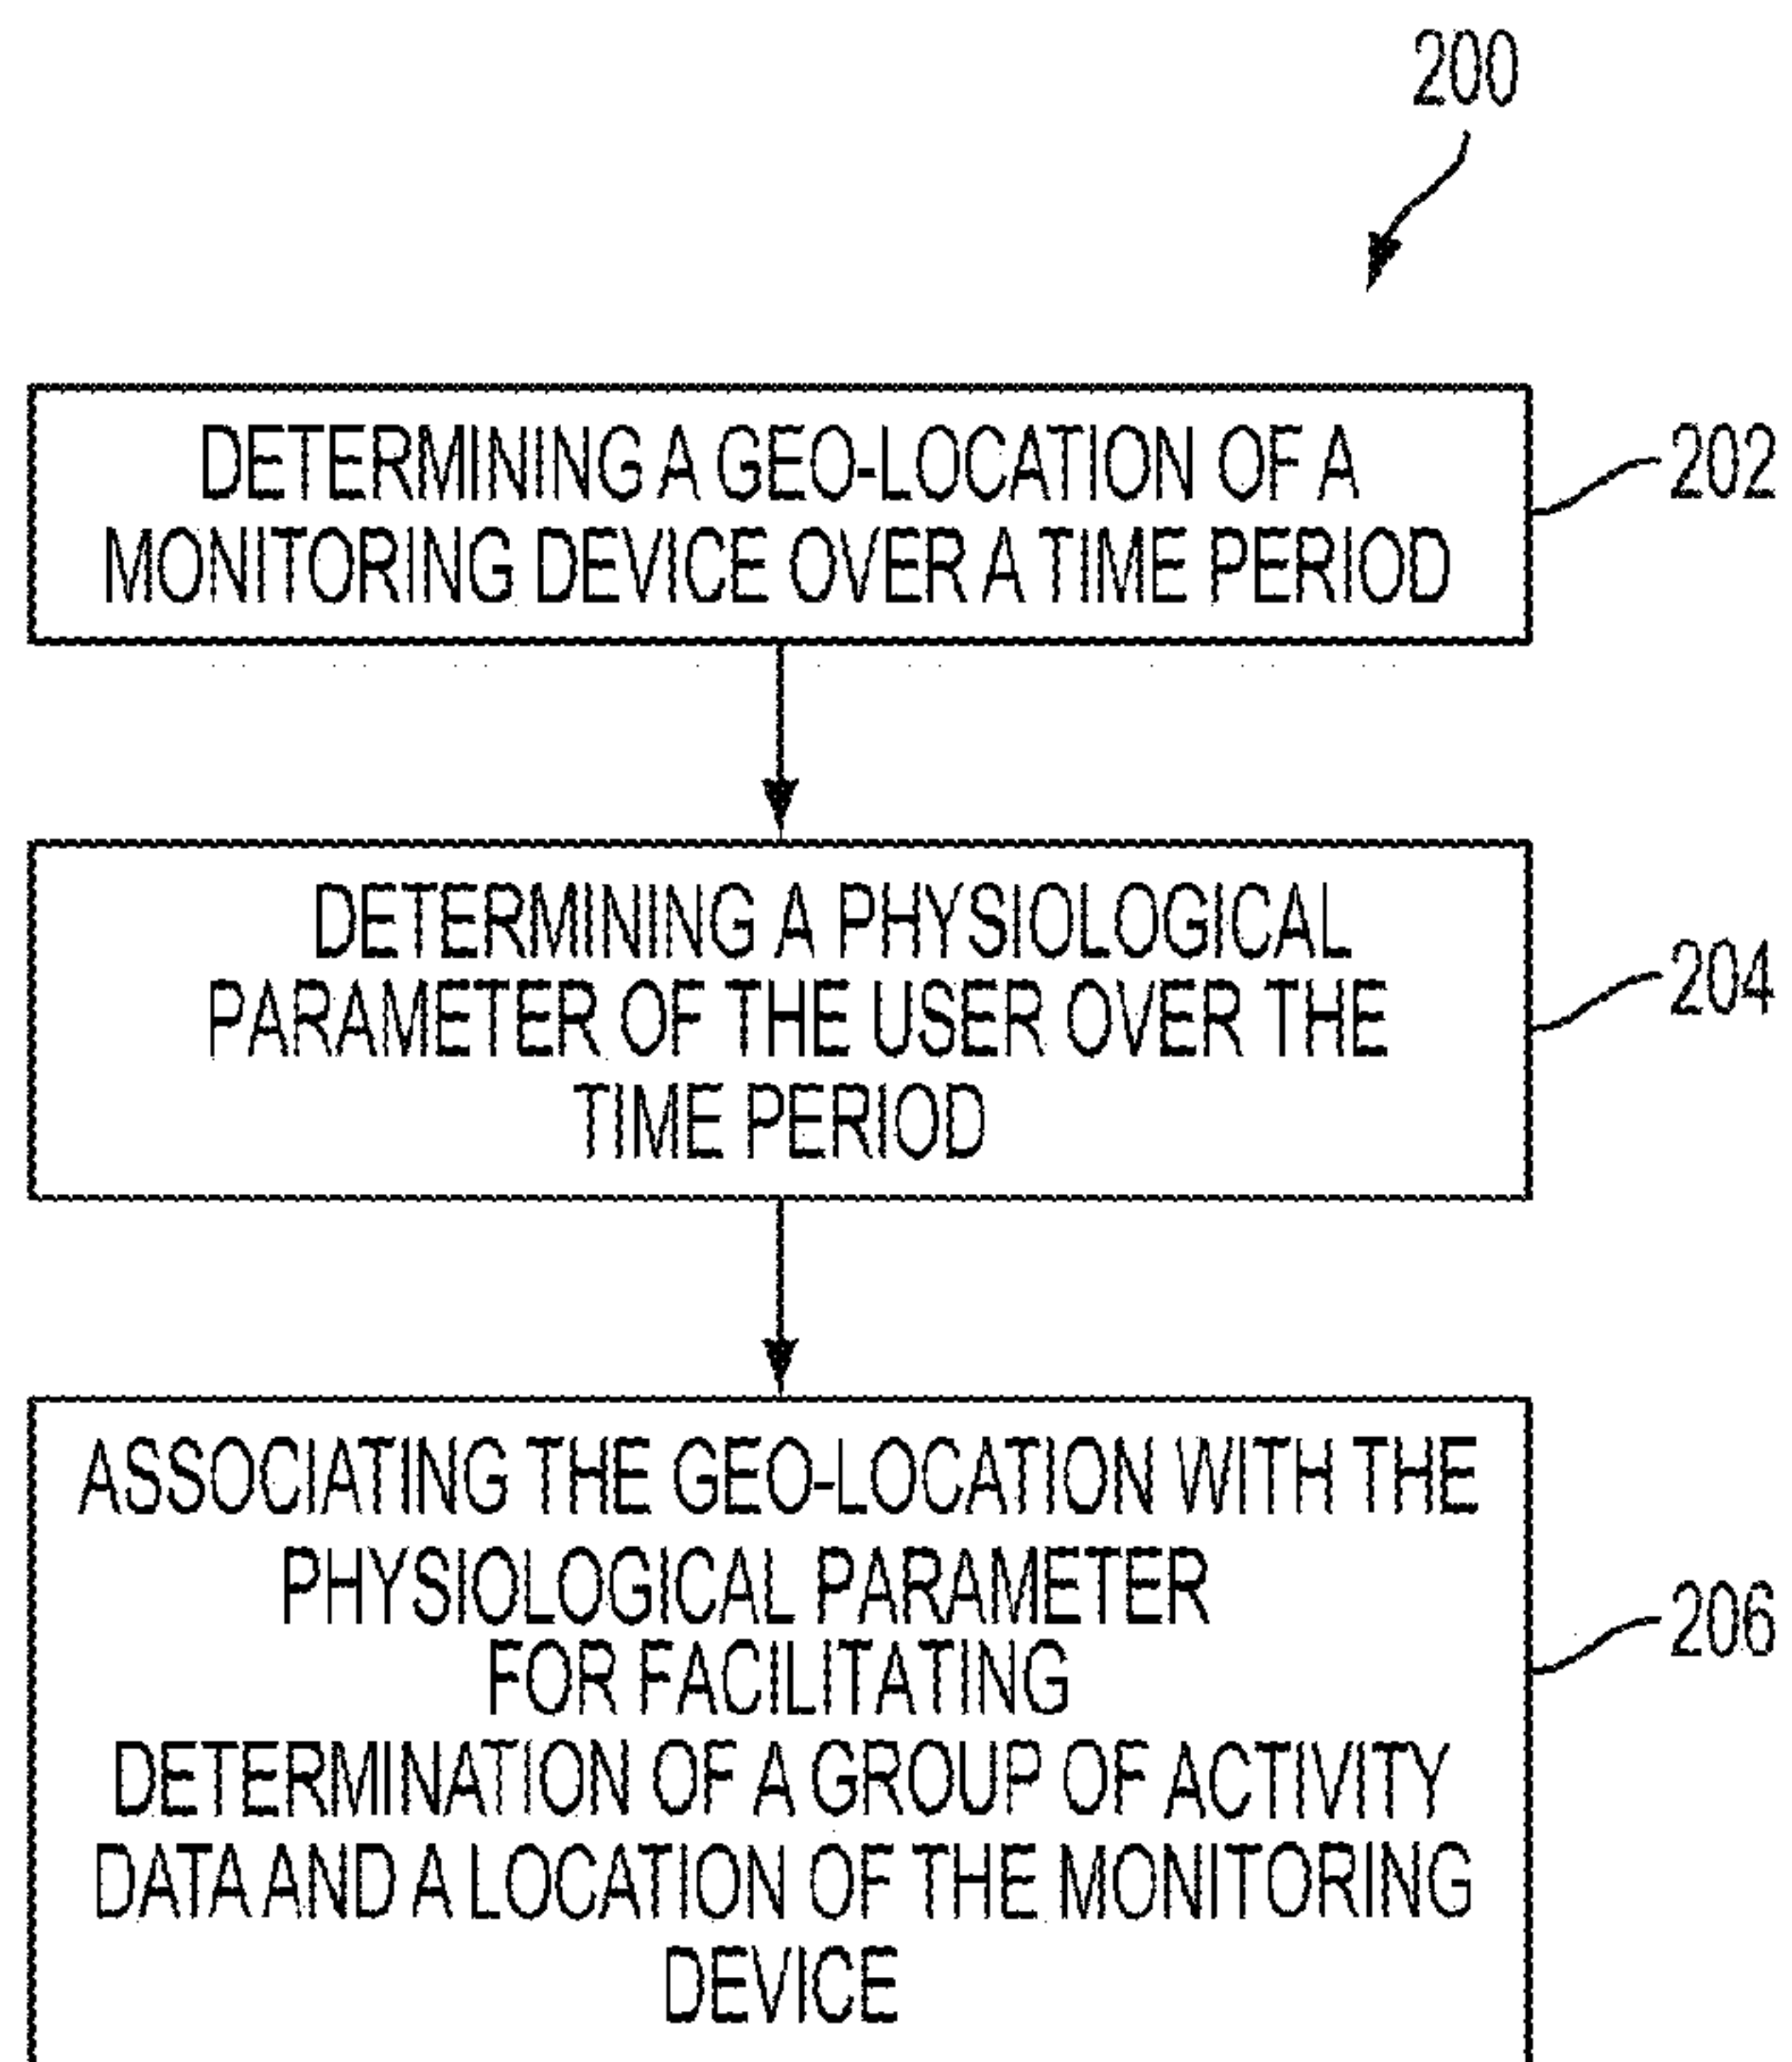 200
DETERMINING A GEO-LOCATION OF A
MONITORING DEVICE OVER A TIME PERIOD
202
DETERMINING A PHYSIOLOGICAL
PARAMETER OF THE USER OVER THE
TIME PERIOD
204
ASSOCIATING THE GEO-LOCATION WITH THE
PHYSIOLOGICAL PARAMETER
FOR FACILITATING
DETERMINATION OF A GROUP OF ACTIVITY
DATA AND A LOCATION OF THE MONITORING
DEVICE
206